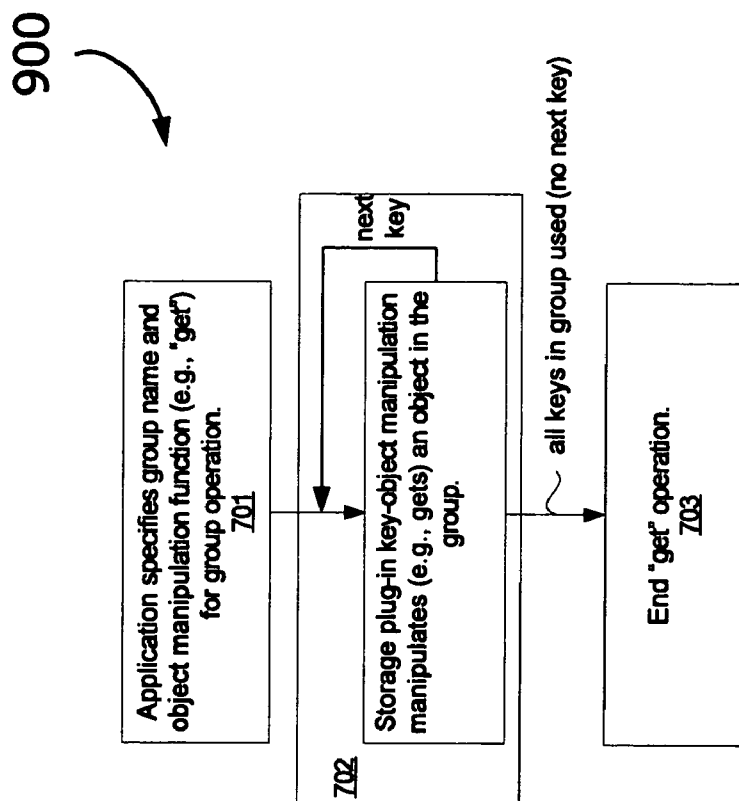 900
Application specifies group name and
object manipulation function (e.g., "get")
for group operation.
701
next
key
702
Storage plug-in key-object manipulation
manipulates (e.g., gets) an object in the
group.
all keys in group used (no next key)
End "get" operation.
703